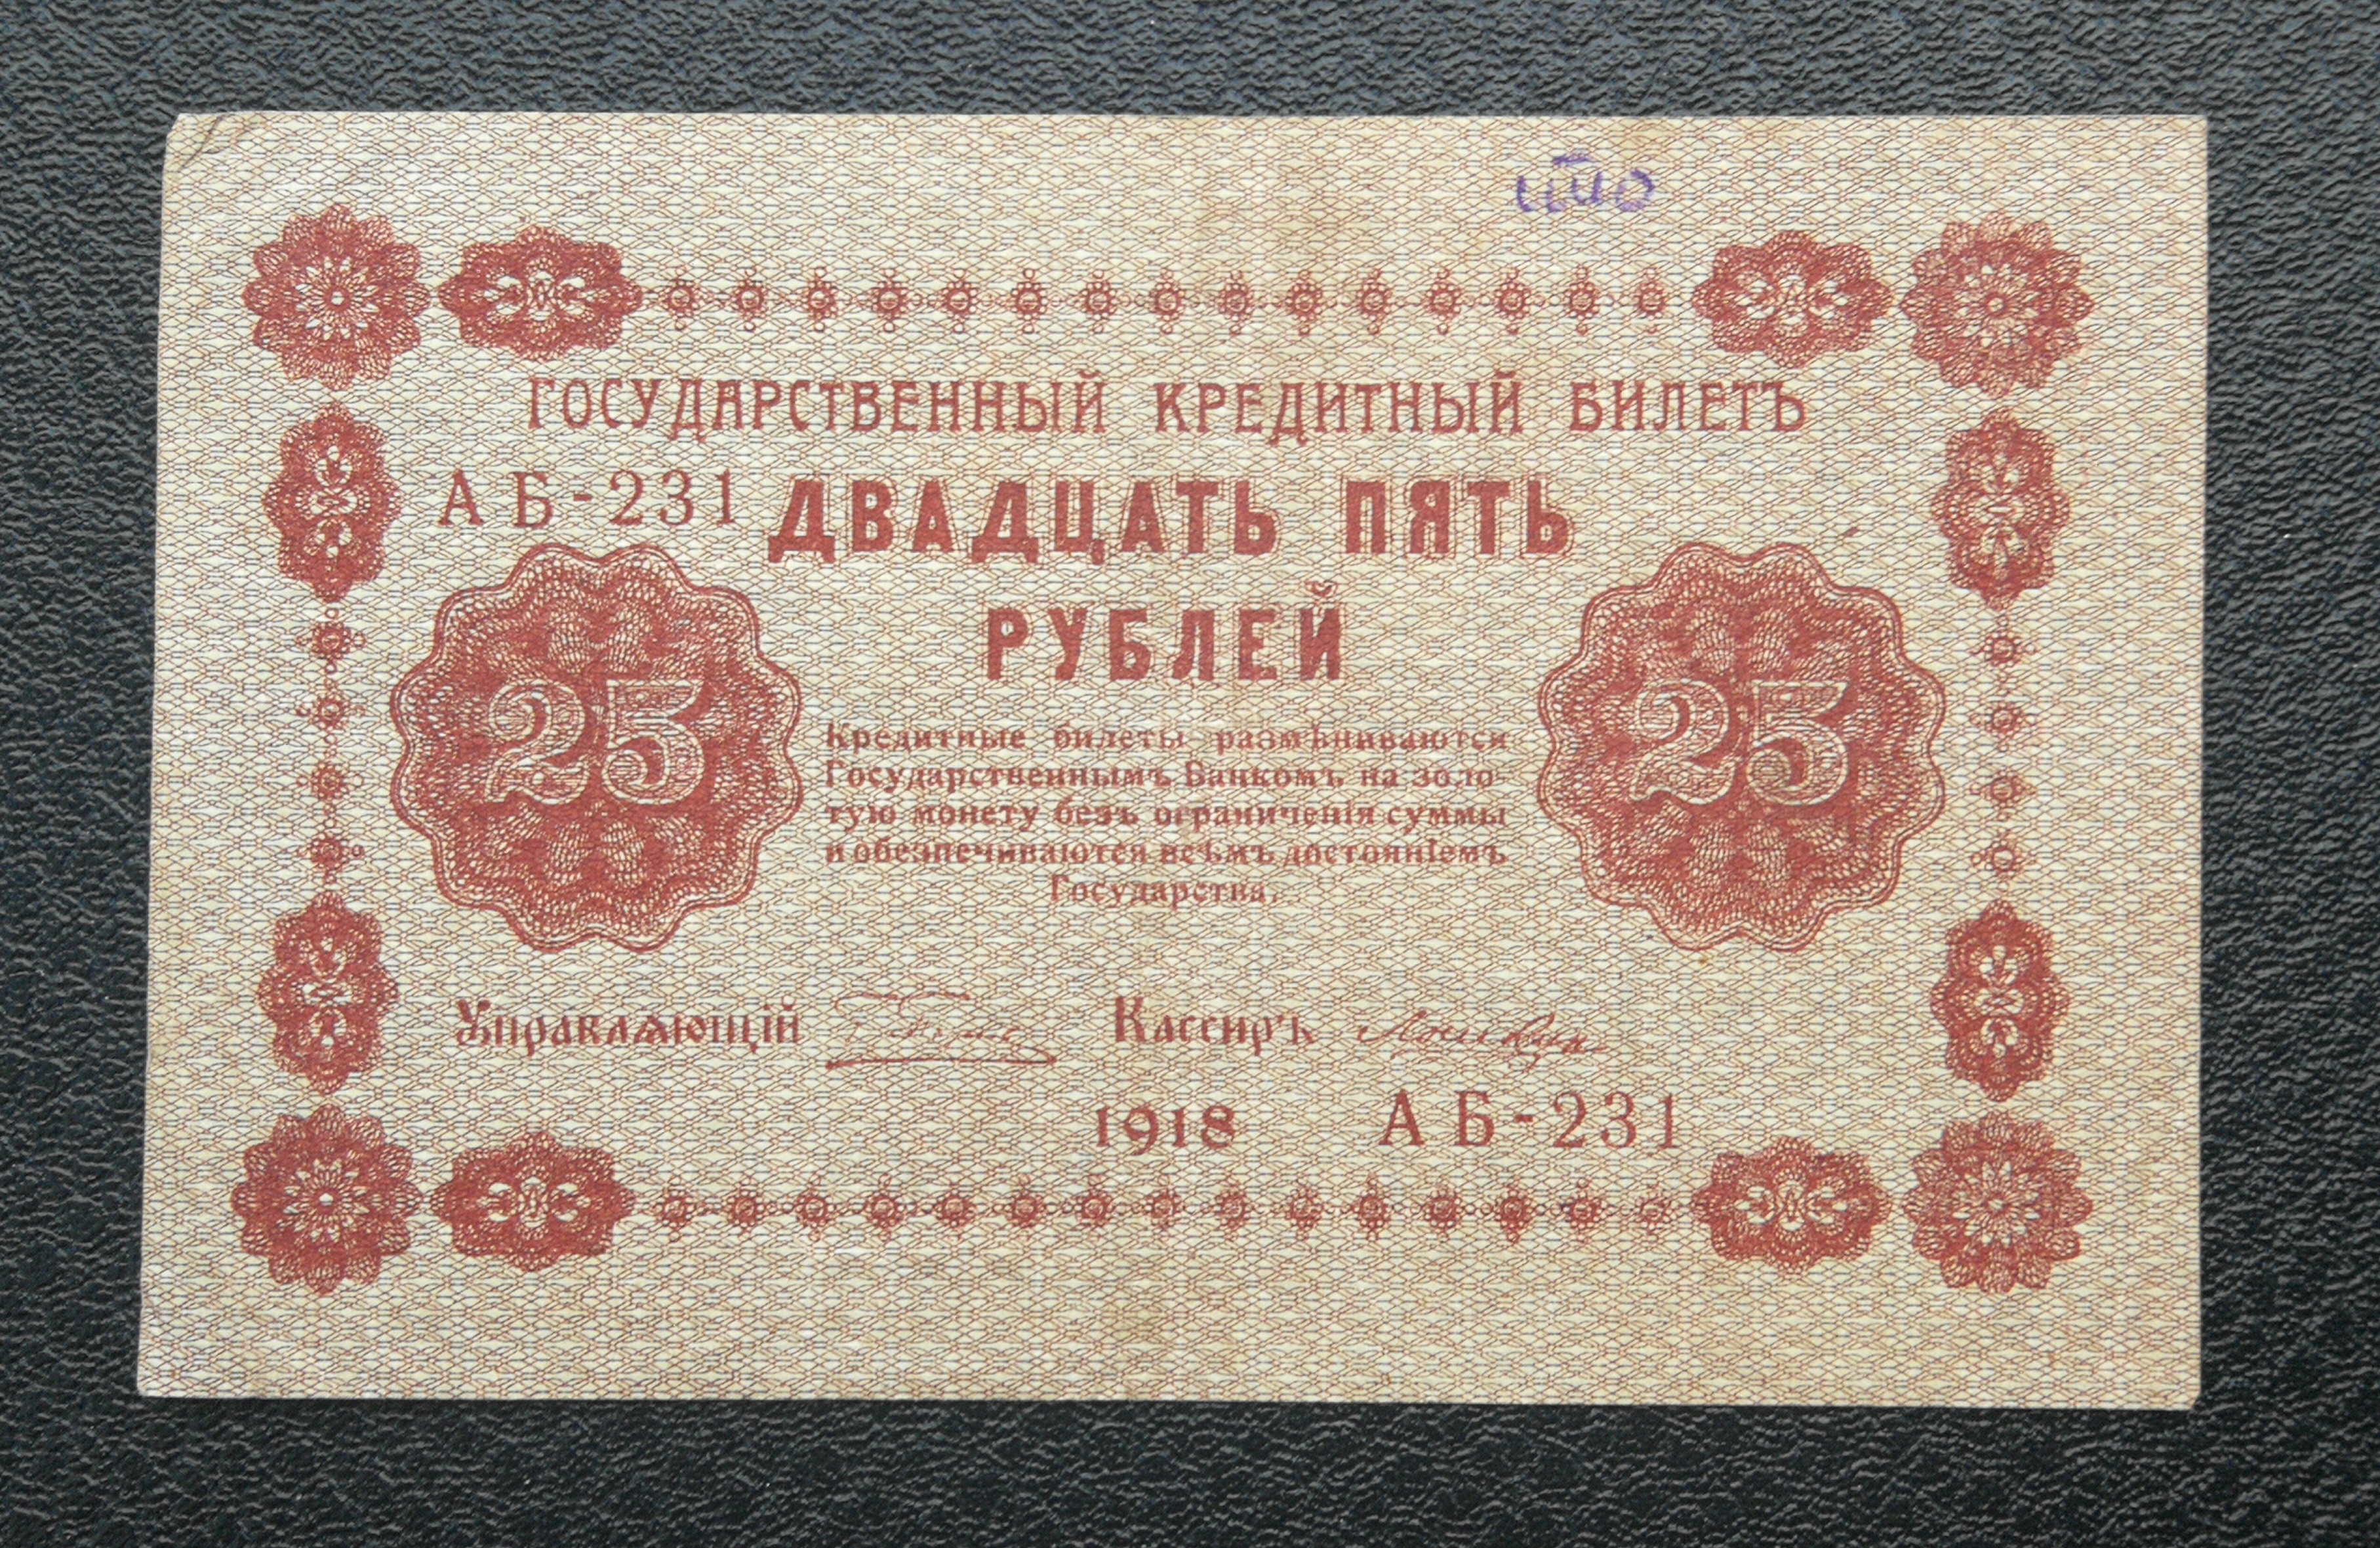 ГОСУДАРСТВЕННЫЙ КРЕДИТНЫЙ БИЛЕТЪ
АБ-231 ДВАДЦАТЬ ПЯТЬ
РУБЛЕЙ
25
25
Кредитные билеты размѣниваются
Государственнымъ Банкомъ на золо-
тую монету безъ ограниченія суммы
и обезпечиваются всѣмъ достояніемъ
Государства.
Управляющій
Кассиръ
1918 АБ-231